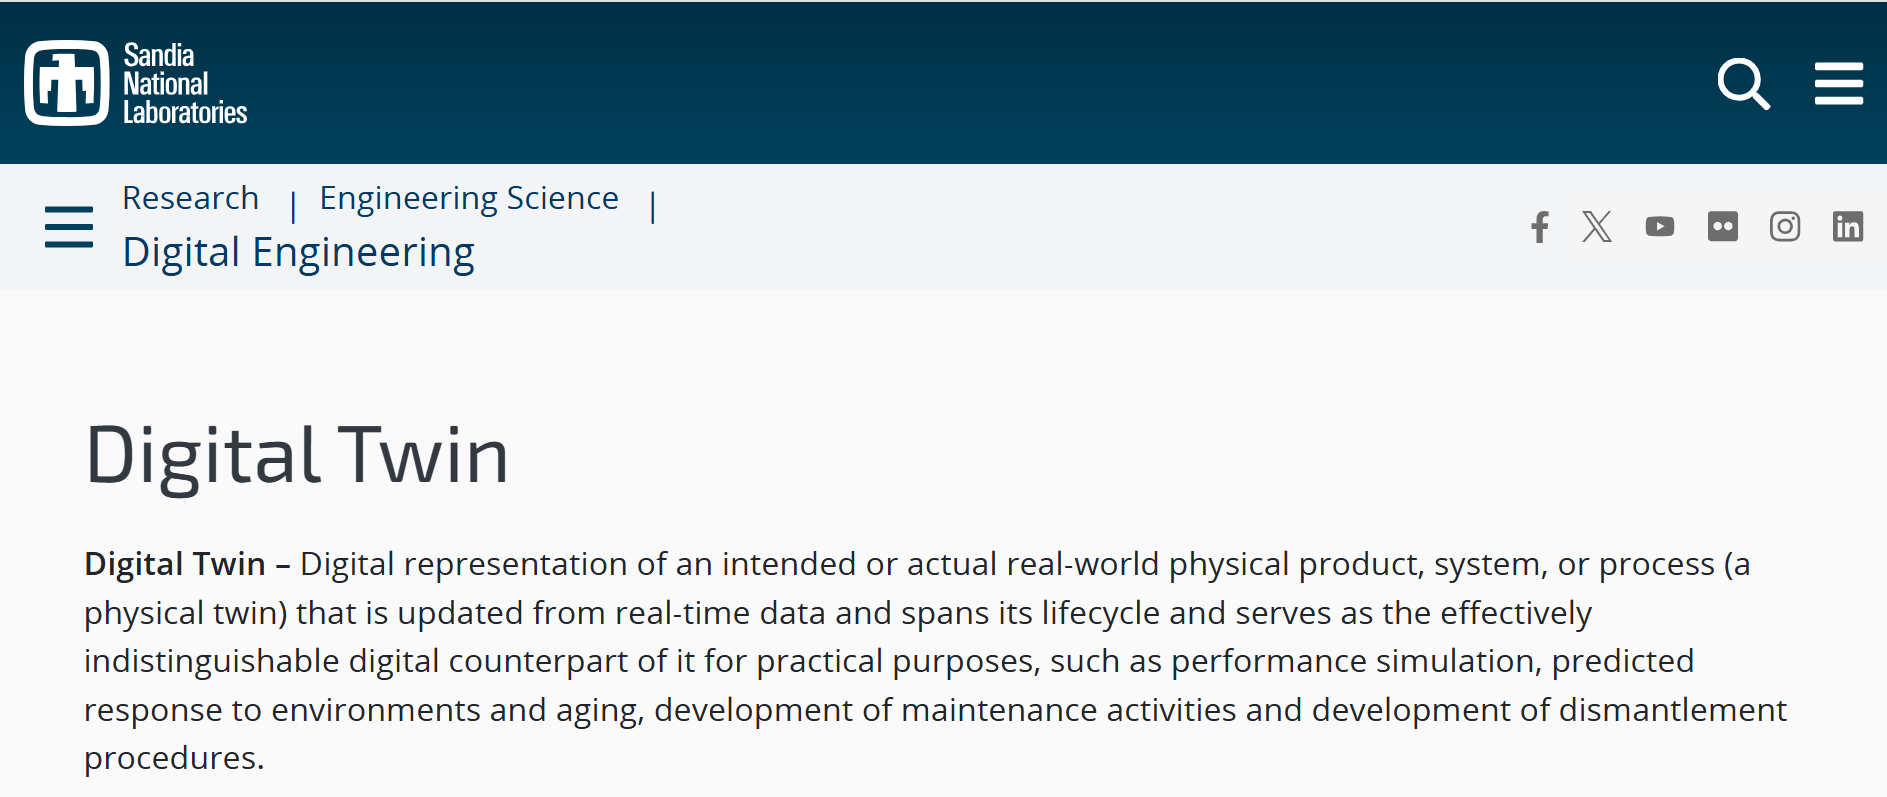 Sandia
National
Laboratories
Research | Engineering Science |
Digital Engineering
Digital Twin
Digital Twin – Digital representation of an intended or actual real-world physical product, system, or process (a
physical twin) that is updated from real-time data and spans its lifecycle and serves as the effectively
indistinguishable digital counterpart of it for practical purposes, such as performance simulation, predicted
response to environments and aging, development of maintenance activities and development of dismantlement
procedures.